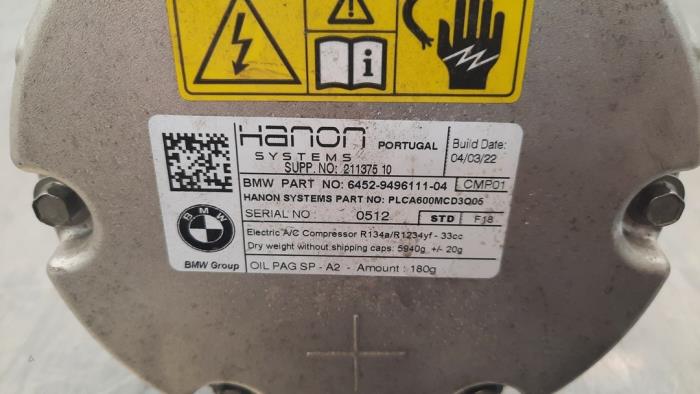 i
Hanon
SYSTEMS
PORTUGAL
Build Date:
04/03/22
SUPP. NO: 211375 10
BMW PART NO: 6452-9496111-04 CMP01
HANON SYSTEMS PART NO: PLCA600MCD3Q05
SERIAL NO 0512 STD F18
BMW
BMW Group
Electric A/C Compressor R134a/R1234yf - 33cc
Dry weight without shipping caps: 5940g +/- 20g
OIL PAG SP - A2 - Amount : 180g